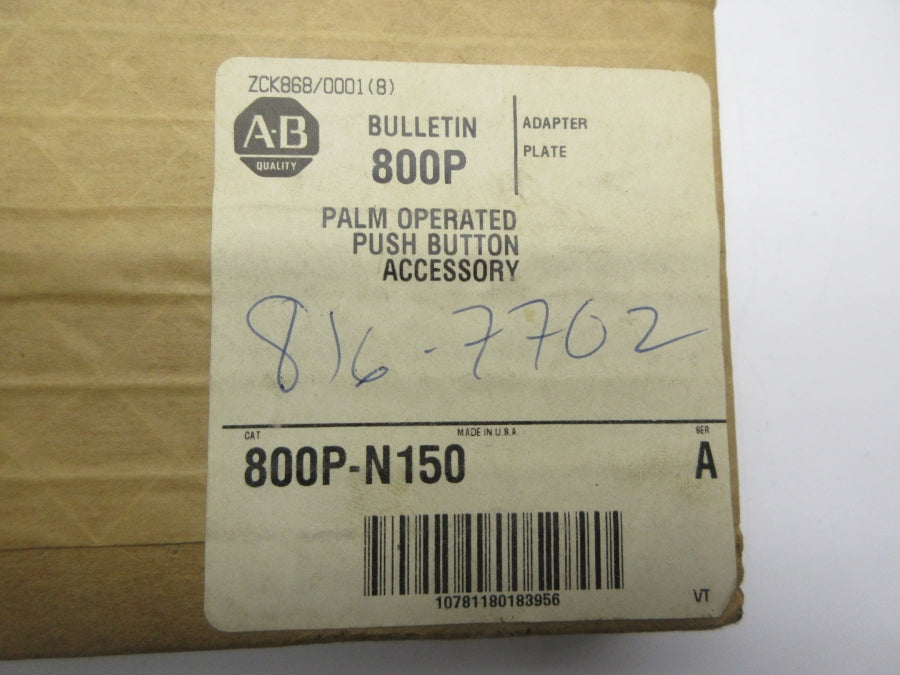 ZCK868/0001(8)
A-B
QUALITY
BULLETIN
800P
ADAPTER
PLATE
PALM OPERATED
PUSH BUTTON
ACCESSORY
816-7702
CAT
MADE IN U.S.A.
SER
800P-N150
A
10781180183956
VT